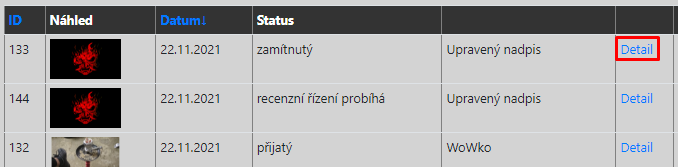 ID Náhled Datum↓ Status
133 22.11.2021 zamítnutý Upravený nadpis Detail
144 22.11.2021 recenzní řízení probíhá Upravený nadpis Detail
132 22.11.2021 přijatý WoWko Detail